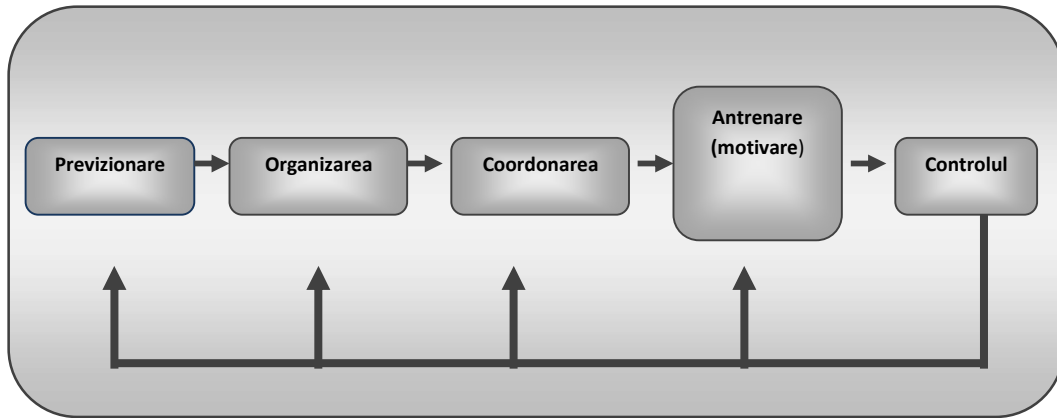 Previzionare
Organizarea
Coordonarea
Antrenare
(motivare)
Controlul